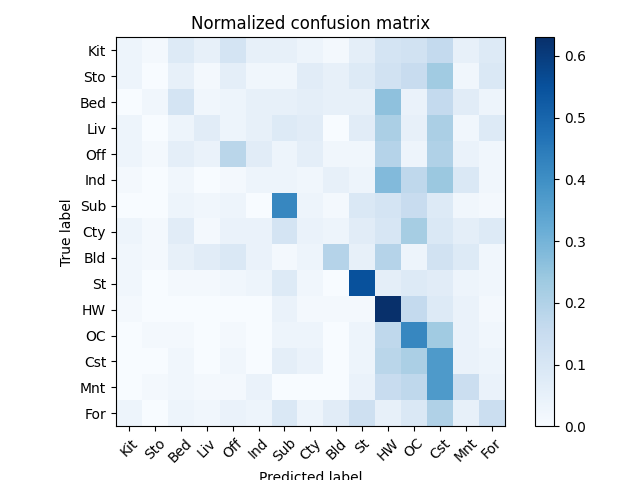 Normalized confusion matrix
True label
Kit
Sto
Bed
Liv
Off
Ind
Sub
Cty
Bld
St
HW
OC
Cst
Mnt
For
Kit Sto Bed Liv Off Ind Sub Cty Bld St HW OC Cst Mnt For
Predicted label
0.6
0.5
0.4
0.3
0.2
0.1
0.0